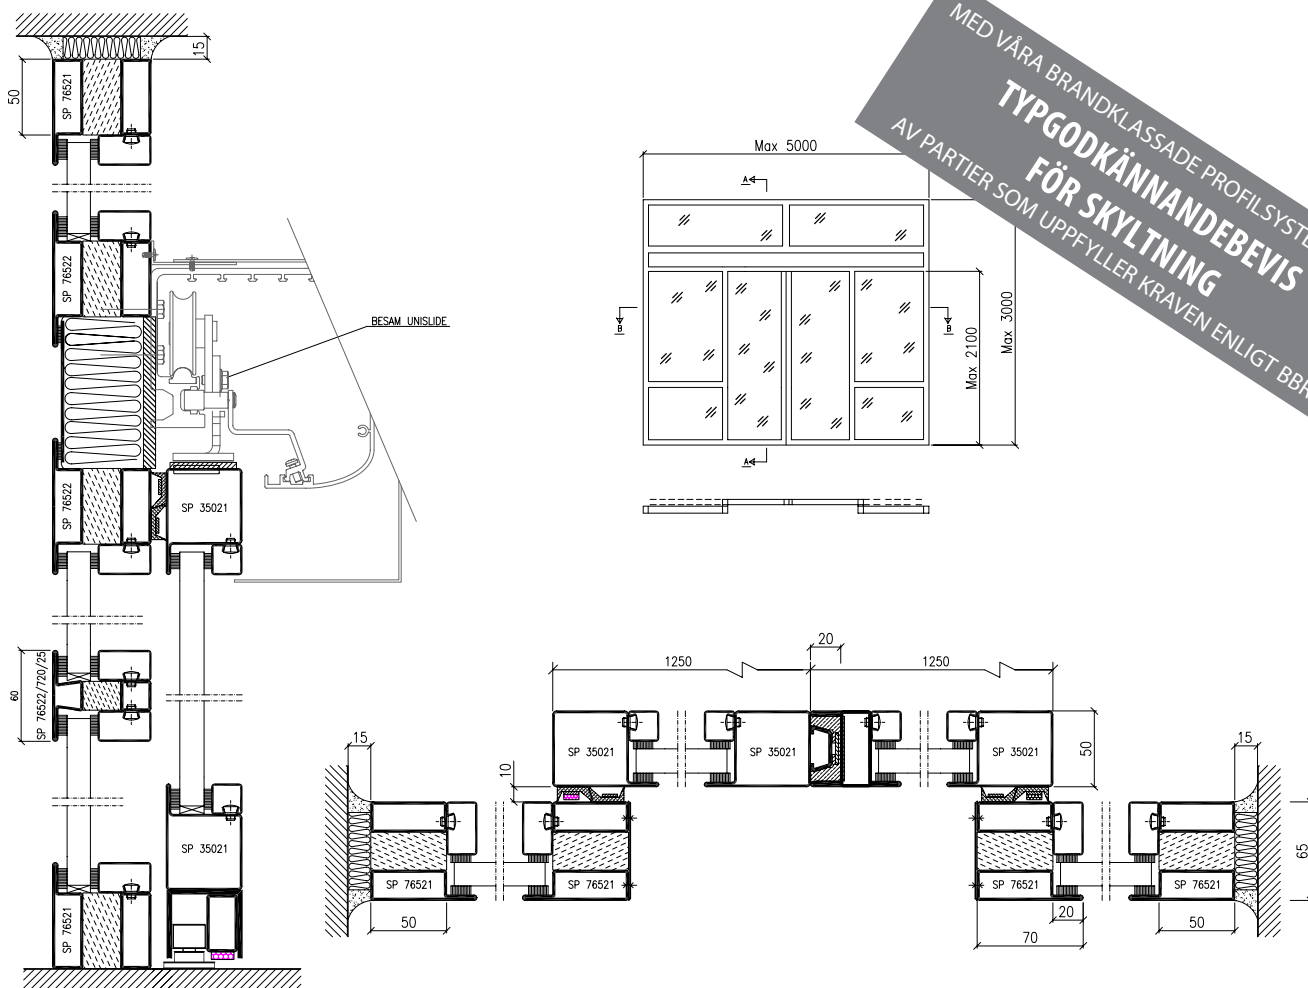 15
50
SP 76521
SP 76522
BESAM UNISLIDE
SP 76522
SP 35021
60
SP 76522/720/25
SP 35021
SP 76521
MED VÅRA BRANDKLASSADE PROFILSYSTE
TYPGODKÄNNANDEBEVIS
FÖR SKYLTNING
AV PARTIER SOM UPPFYLLER KRAVEN ENLIGT BBR
Max 5000
A
B
B
Max 2100
Max 3000
A
20
1250
1250
15
SP 35021
SP 35021
SP 35021
50
15
10
65
SP 76521
SP 76521
SP 76521
SP 76521
50
20
50
70